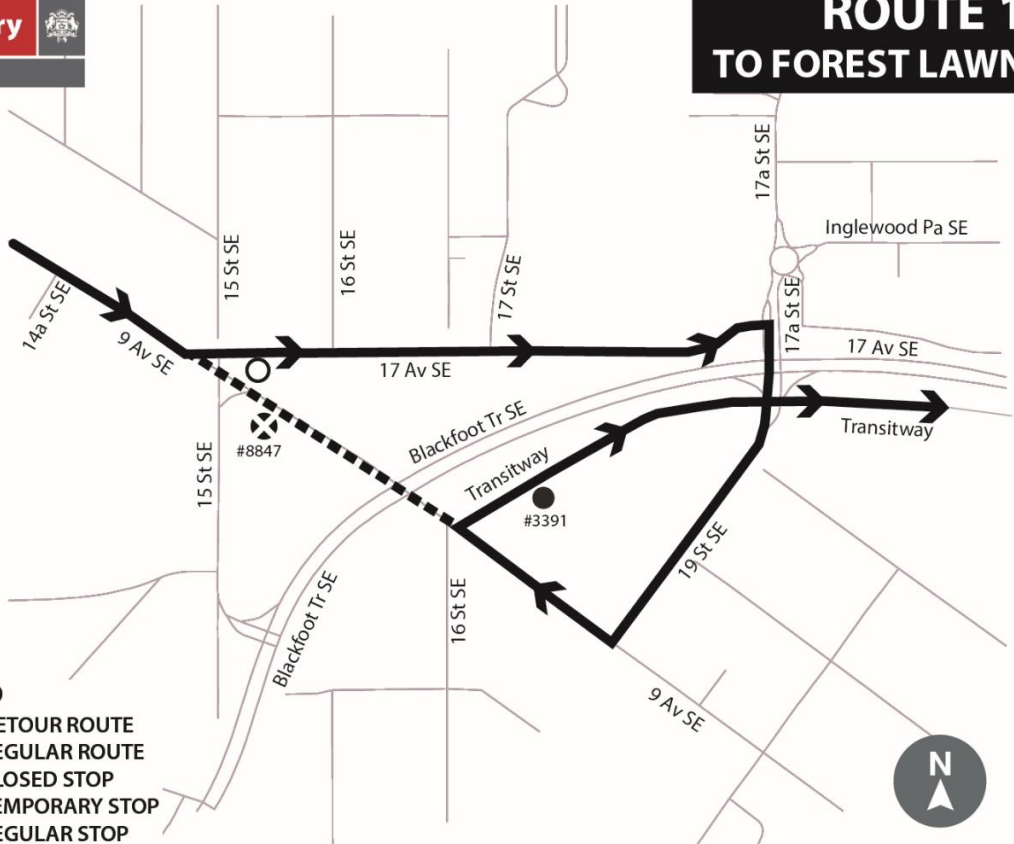 ry
ROUTE 1
TO FOREST LAWN
17a St SE
Inglewood Pa SE
15 St SE
16 St SE
17 St SE
17a St SE
14a St SE
9 Av SE
17 Av SE
17 Av SE
Blackfoot Tr SE
Transitway
#8847
15 St SE
Transitway
#3391
19 St SE
16 St SE
Blackfoot Tr SE
9 Av SE
ETOUR ROUTE
EGULAR ROUTE
LOSED STOP
EMPORARY STOP
EGULAR STOP
N